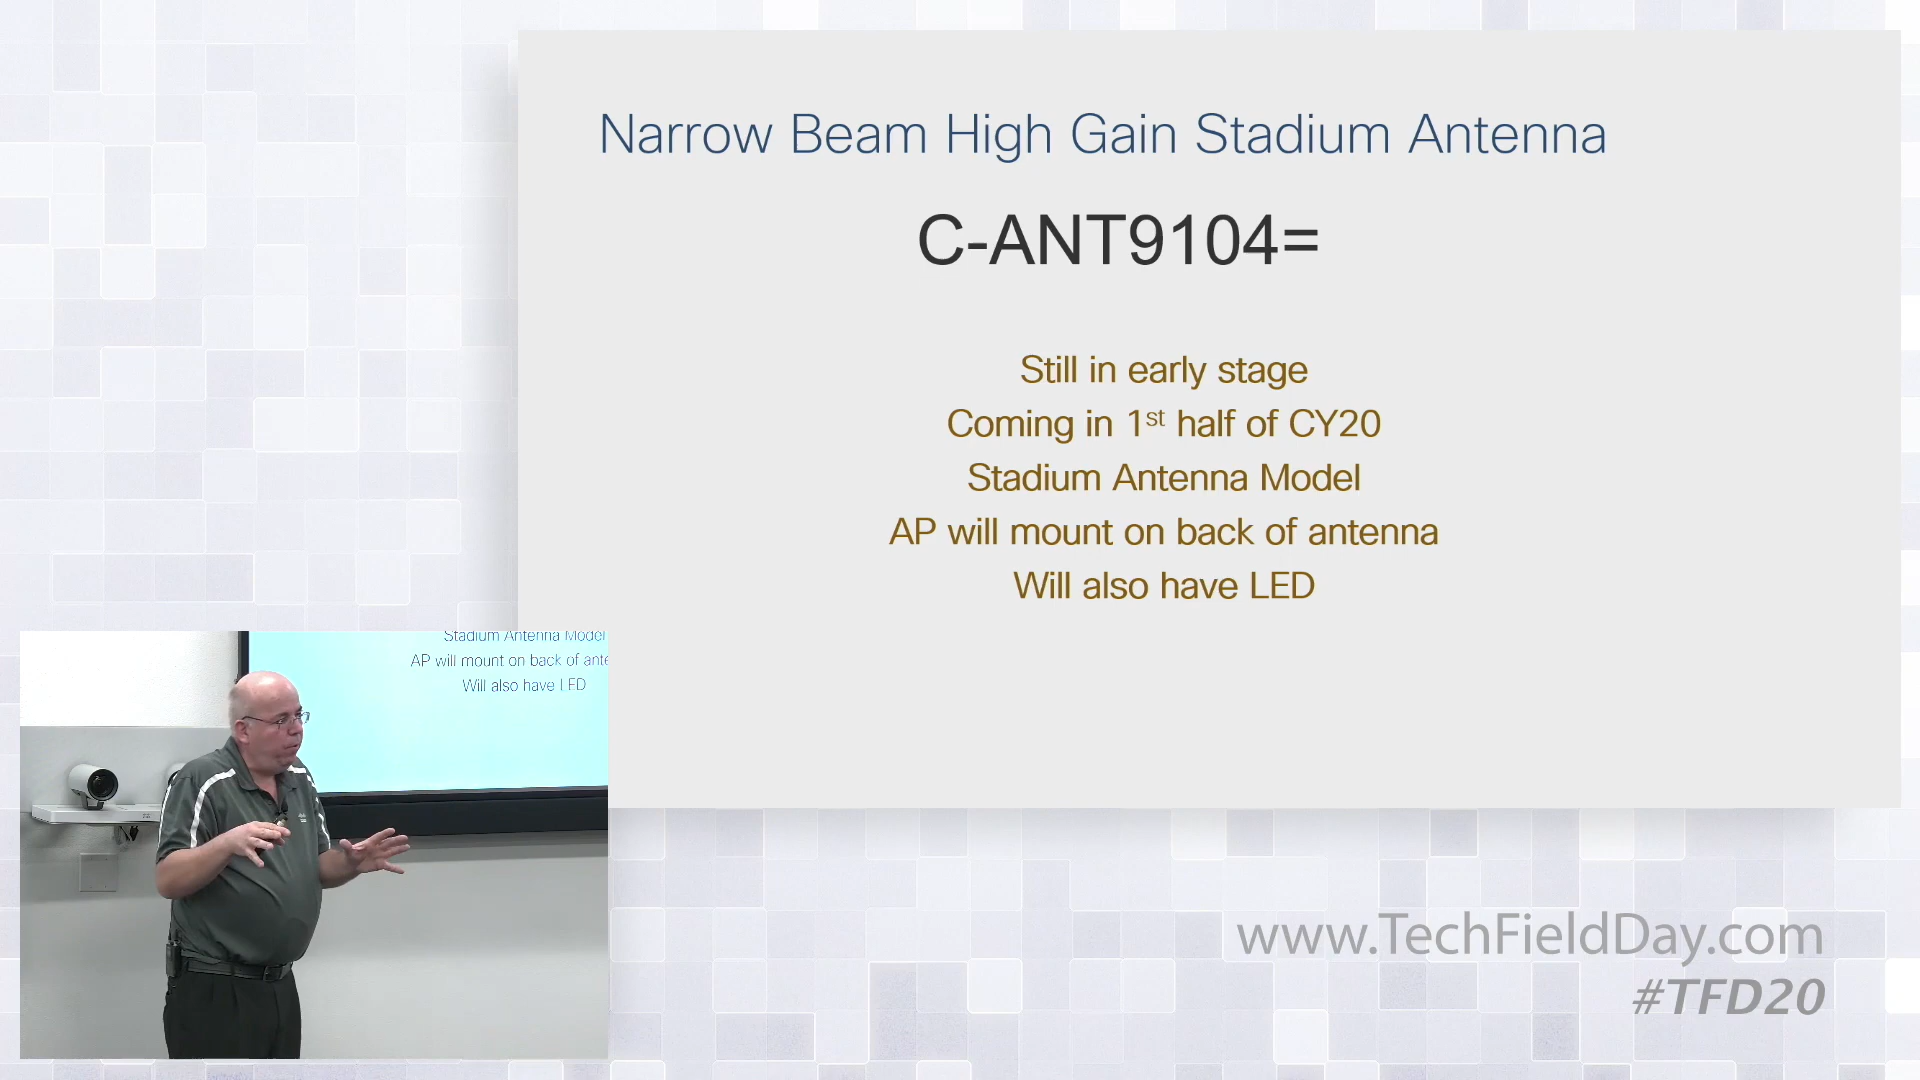 Narrow Beam High Gain Stadium Antenna
C-ANT9104=
Still in early stage
Coming in 1st half of CY20
Stadium Antenna Model
AP will mount on back of antenna
Will also have LED
Stadium Antenna Model
AP will mount on back of ante
Will also have LED
www.TechFieldDay.com
#TFD20